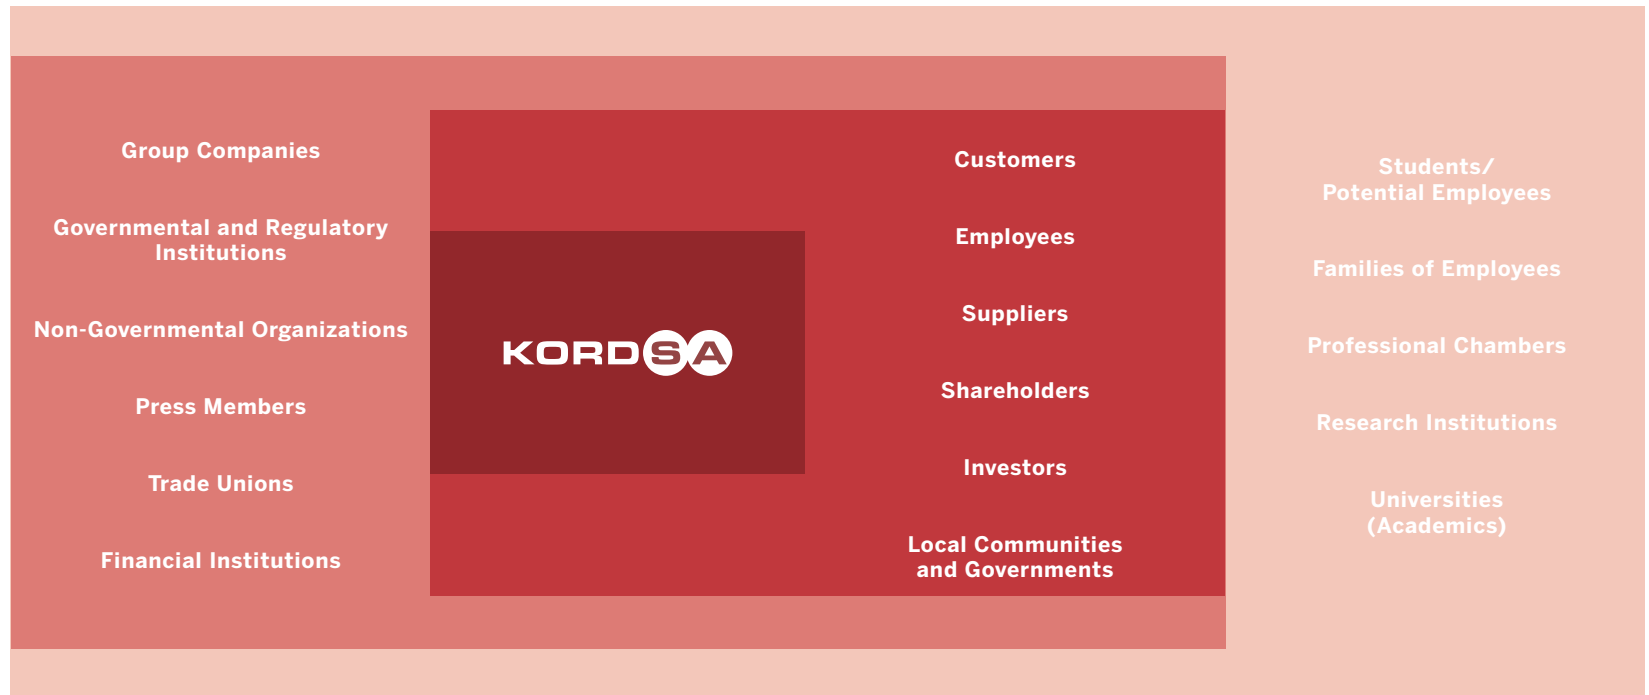 Group Companies
Governmental and Regulatory
Institutions
Non-Governmental Organizations
Press Members
Trade Unions
Financial Institutions
KORDSA
Customers
Employees
Suppliers
Shareholders
Investors
Local Communities
and Governments
Students/
Potential Employees
Families of Employees
Professional Chambers
Research Institutions
Universities
(Academics)